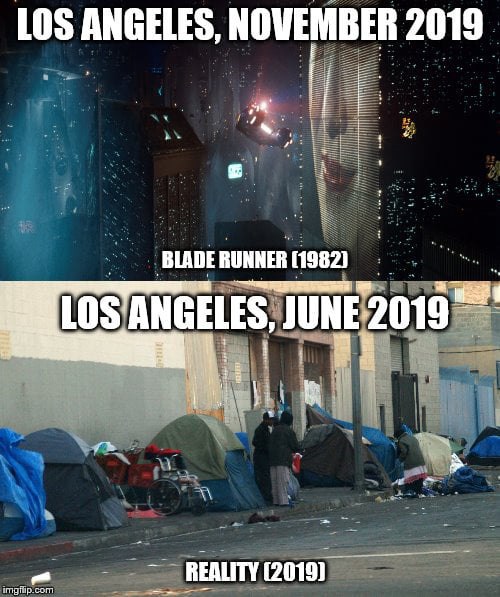 LOS ANGELES, NOVEMBER 2019
BLADE RUNNER (1982)
LOS ANGELES, JUNE 2019
REALITY (2019)
imgflip.com